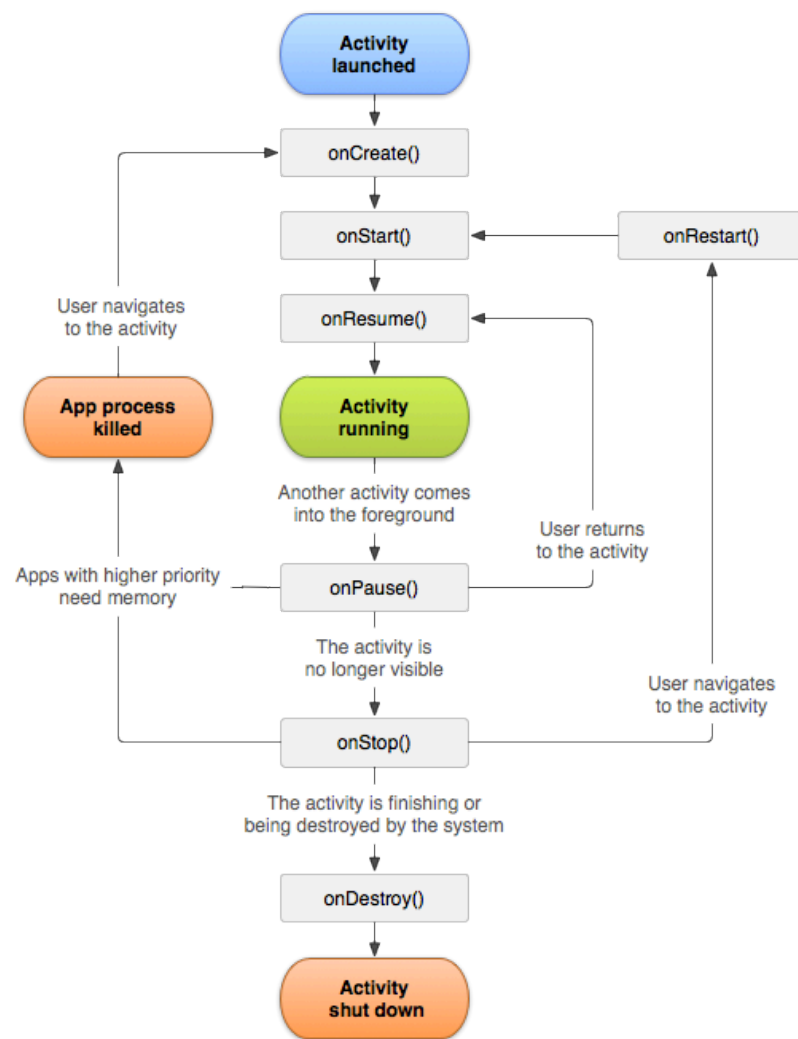 Activity
launched
onCreate()
onStart()
onRestart()
User navigates
to the activity
onResume()
App process
killed
Activity
running
Another activity comes
into the foreground
User returns
to the activity
Apps with higher priority
need memory
onPause()
The activity is
no longer visible
User navigates
to the activity
onStop()
The activity is finishing or
being destroyed by the system
onDestroy()
Activity
shut down